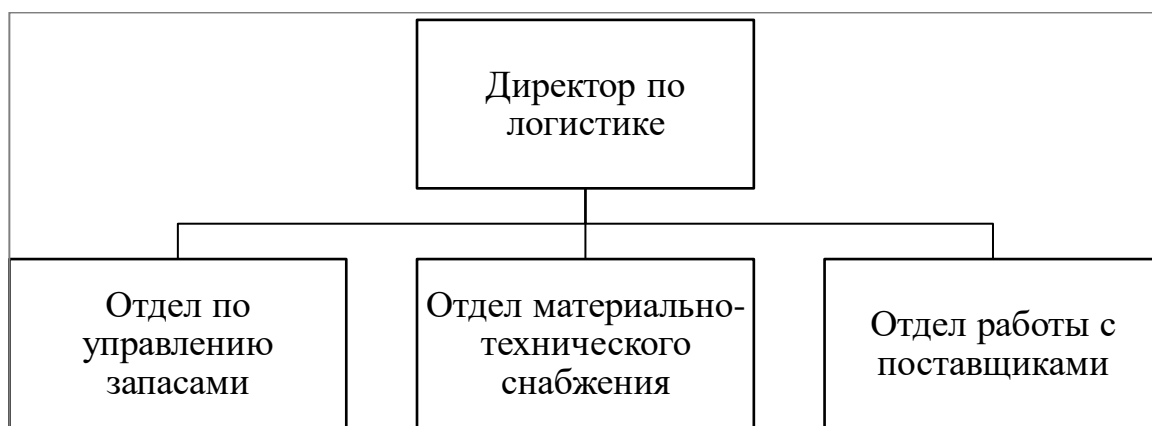 Директор по
логистике
Отдел по
управлению
запасами
Отдел материально-
технического
снабжения
Отдел работы с
поставщиками